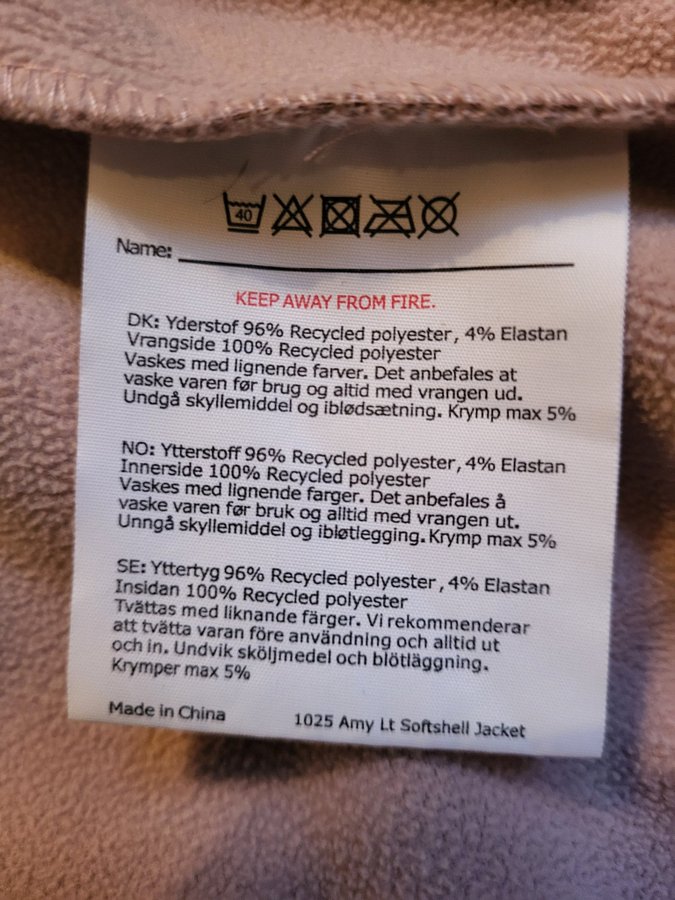 40
Name:
KEEP AWAY FROM FIRE.
DK: Yderstof 96% Recycled polyester, 4% Elastan
Vrangside 100% Recycled polyester
Vaskes med lignende farver. Det anbefales at
vaske varen før brug og altid med vrangen ud.
Undgå skyllemiddel og iblødsætning. Krymp max 5%
NO: Ytterstoff 96% Recycled polyester, 4% Elastan
Innerside 100% Recycled polyester
Vaskes med lignende farger. Det anbefales å
vaske varen før bruk og alltid med vrangen ut.
Unngå skyllemiddel og ibløtlegging. Krymp max 5%
SE: Yttertyg 96% Recycled polyester, 4% Elastan
Insidan 100% Recycled polyester
Tvättas med liknande färger. Vi rekommenderar
att tvätta varan före användning och alltid ut
och in. Undvik sköljmedel och blötläggning.
Krymper max 5%
Made in China 1025 Amy Lt Softshell Jacket